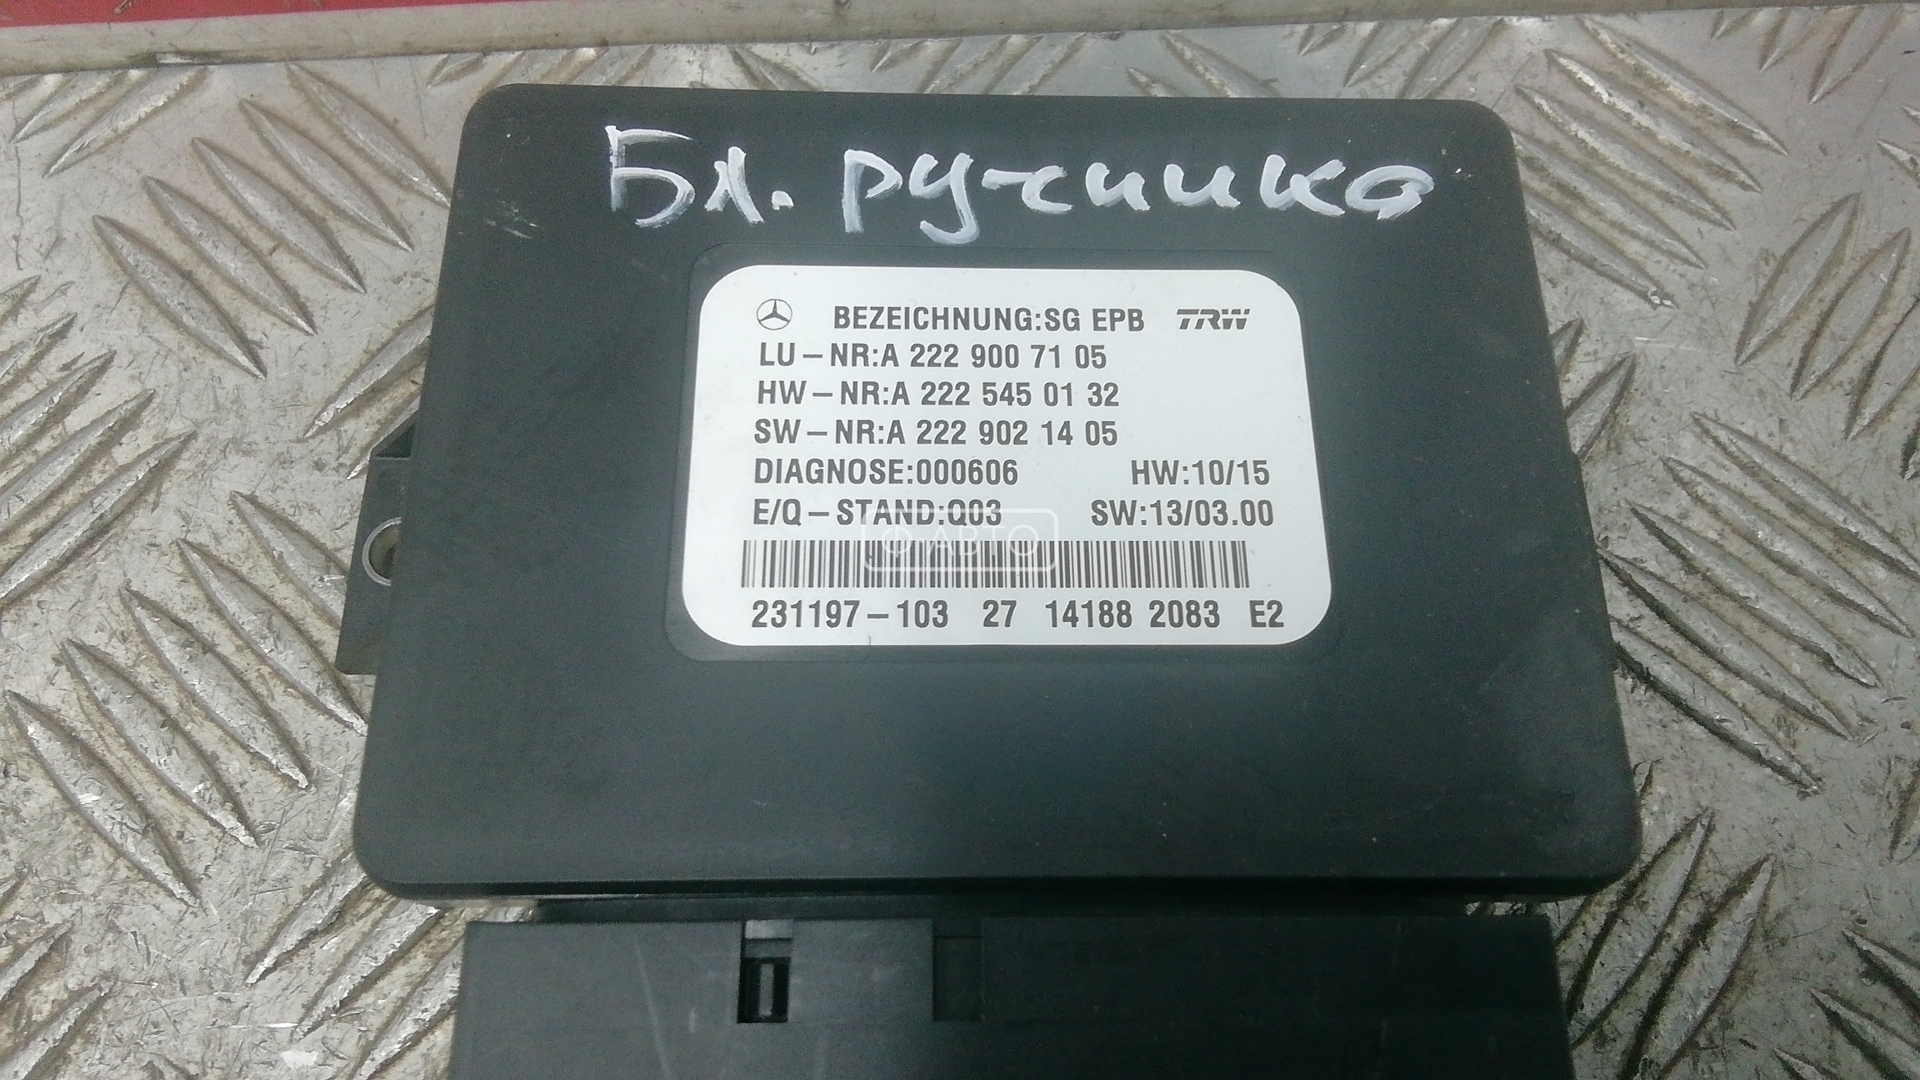 Бл. ручника
BEZEICHNUNG:SG EPB TRW
LU-NR:A 222 900 71 05
HW-NR:A 222 545 01 32
SW-NR:A 222 902 14 05
DIAGNOSE:000606 HW:10/15
E/Q-STAND:Q03 SW:13/03.00
АВТО
231197-103 27 14188 2083 E2